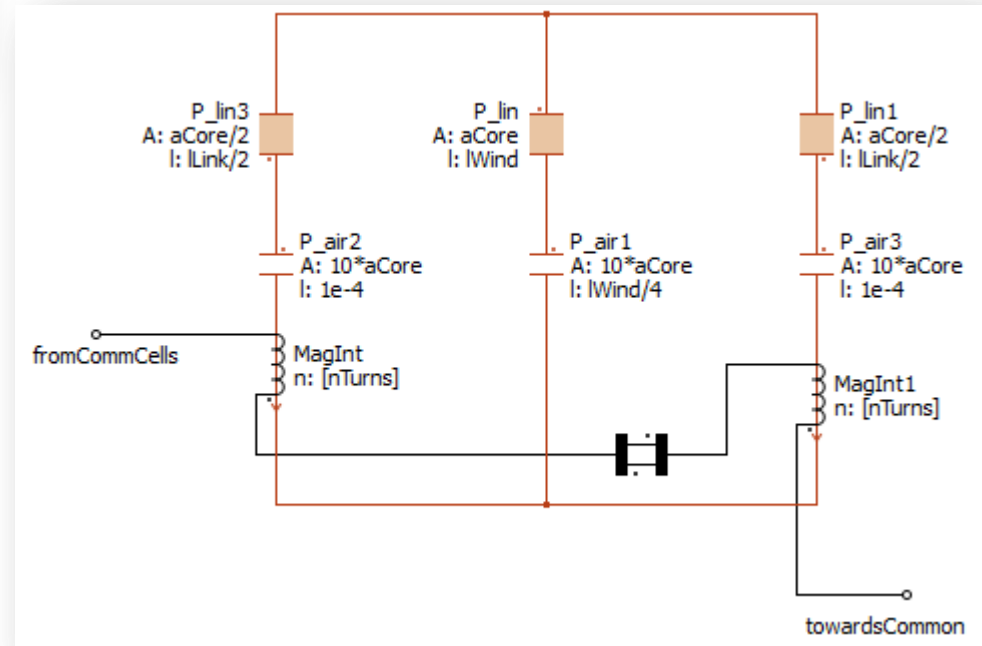 P_lin3
A: aCore/2
l: lLink/2
P_lin
A: aCore
l: lWind
P_lin1
A: aCore/2
l: lLink/2
P_air2
A: 10*aCore
l: 1e-4
P_air1
A: 10*aCore
l: lWind/4
P_air3
A: 10*aCore
l: 1e-4
fromCommCells
MagInt
n: [nTurns]
MagInt1
n: [nTurns]
towardsCommon